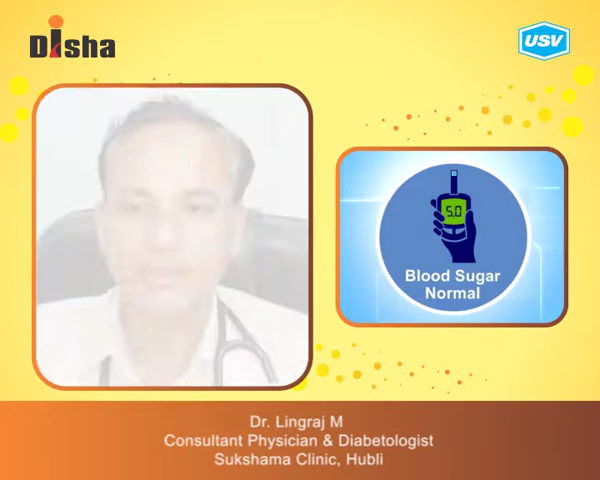 Disha
USV
5.0
Blood Sugar
Normal
Dr. Lingraj M
Consultant Physician & Diabetologist
Sukshama Clinic, Hubli